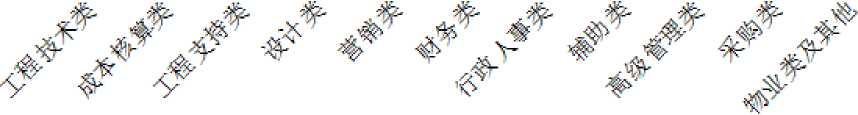 工程技术类
成本核算类
工程支持类
设计类
营销类
财务类
行政人事类
辅助类
高级管理类
采购类
物业类及其他